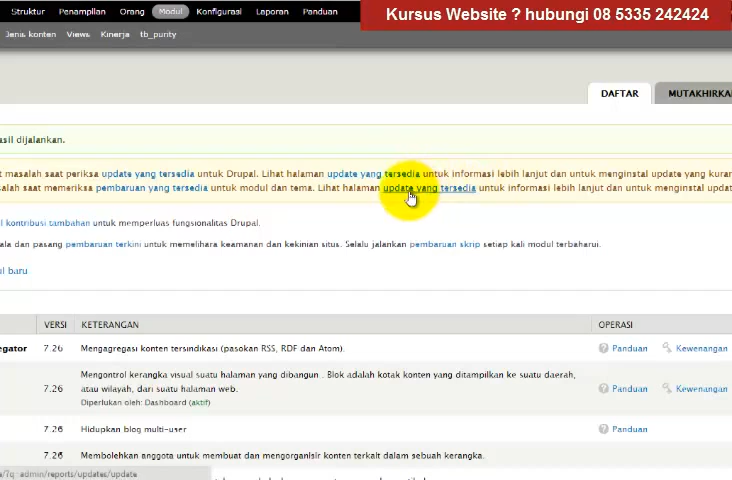 Struktur Penampilan Orang Modul Konfigurasi Laporan Panduan
Kursus Website ? hubungi 08 5335 242424
Jenis konten Views Kinerja tb_purity
DAFTAR MUTAKHIRKA
asil dijalankan.
t masalah saat periksa update yang tersedia untuk Drupal. Lihat halaman update yang tersedia untuk informasi lebih lanjut dan untuk menginstal update yang kuran
salah saat memeriksa pembaruan yang tersedia untuk modul dan tema. Lihat halaman update yang tersedia untuk informasi lebih lanjut dan untuk menginstal updat
l kontribusi tambahan untuk memperluas fungsionalitas Drupal.
ala dan pasang pembaruan terkini untuk memelihara keamanan dan kekinian situs. Selalu jalankan pembaruan skrip setiap kali modul terbaharui.
ul baru
VERSI KETERANGAN OPERASI
egator 7.26 Mengagregasi konten tersindikasi (pasokan RSS, RDF dan Atom). Panduan Kewenangan
Mengontrol kerangka visual suatu halaman yang dibangun.. Blok adalah kotak konten yang ditampilkan ke suatu daerah,
7.26 atau wilayah, dari suatu halaman web. Panduan Kewenangan
Diperlukan oleh: Dashboard (aktif)
7.26 Hidupkan blog multi-user Panduan
7.26 Membolehkan anggota untuk membuat dan mengorganisir konten terkait dalam sebuah kerangka.
s/?q=admin/reports/updates/update